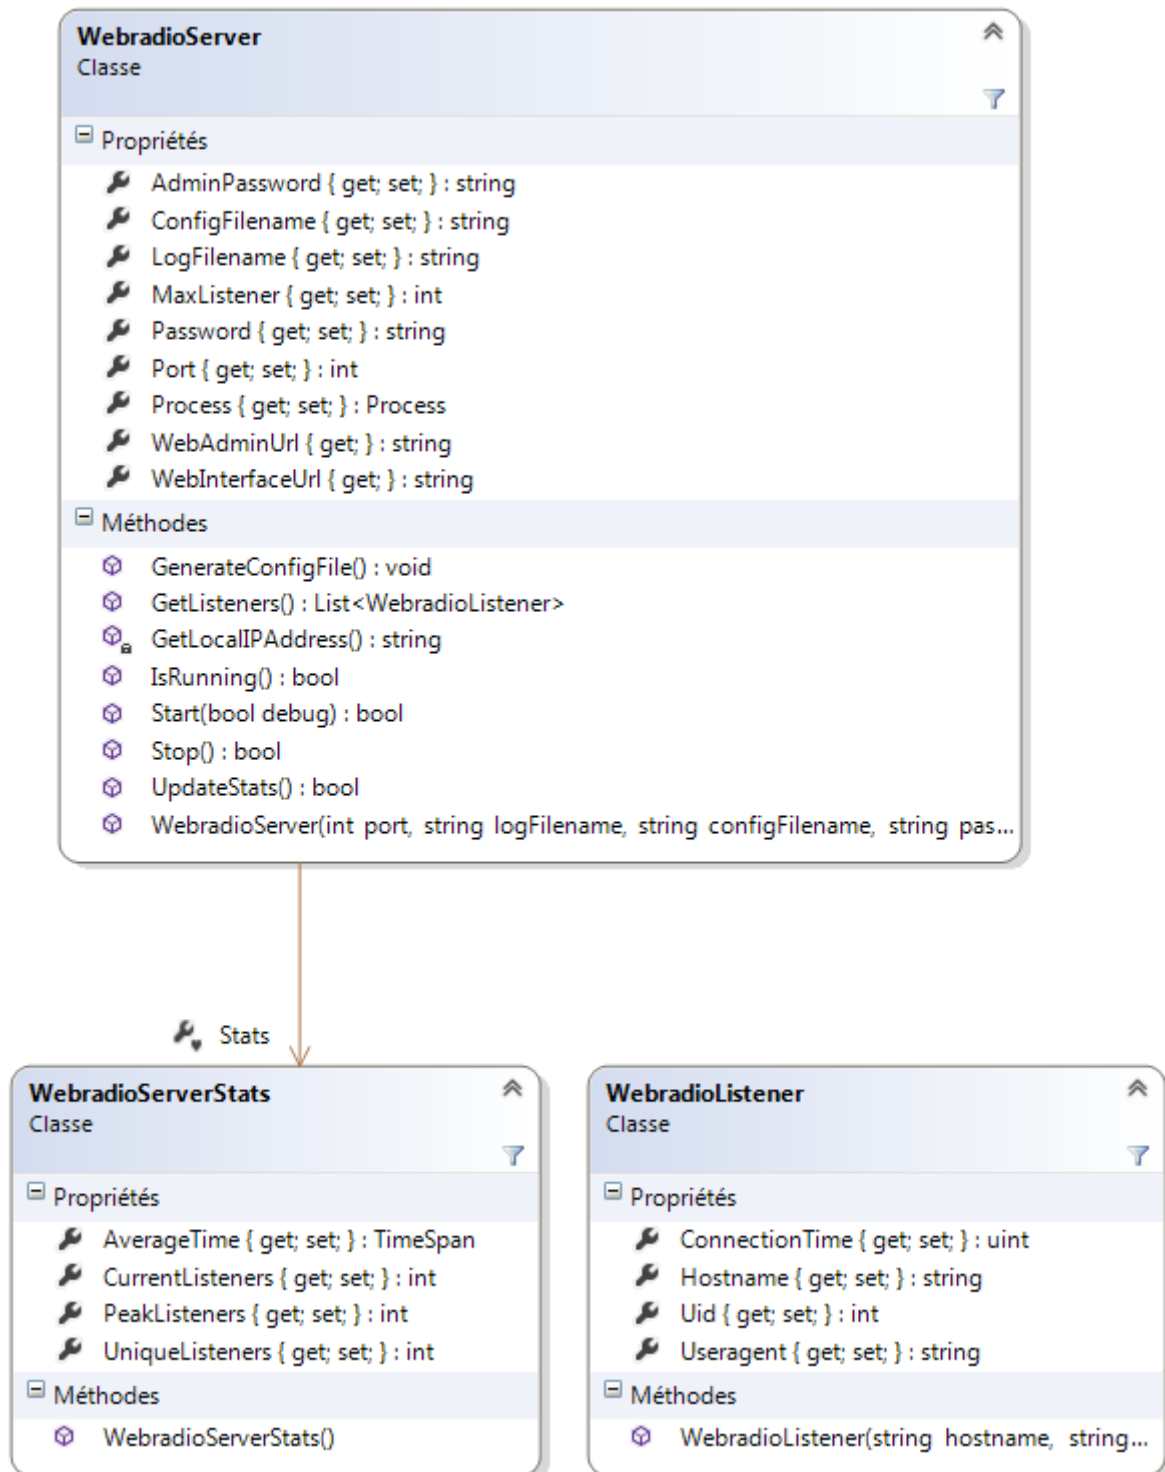 WebradioServer
Classe
Propriétés
AdminPassword { get; set; } : string
ConfigFilename { get; set; } : string
LogFilename { get; set; } : string
MaxListener { get; set; } : int
Password { get; set; } : string
Port { get; set; } : int
Process { get; set; } : Process
WebAdminUrl { get; } : string
WebInterfaceUrl { get; } : string
Méthodes
GenerateConfigFile() : void
GetListeners() : List<WebradioListener>
GetLocalIPAddress() : string
IsRunning() : bool
Start(bool debug) : bool
Stop() : bool
UpdateStats() : bool
WebradioServer(int port, string logFilename, string configFilename, string pas...
Stats
WebradioServerStats
Classe
Propriétés
AverageTime { get; set; } : TimeSpan
CurrentListeners { get; set; } : int
PeakListeners { get; set; } : int
UniqueListeners { get; set; } : int
Méthodes
WebradioServerStats()
WebradioListener
Classe
Propriétés
ConnectionTime { get; set; } : uint
Hostname { get; set; } : string
Uid { get; set; } : int
Useragent { get; set; } : string
Méthodes
WebradioListener(string hostname, string...